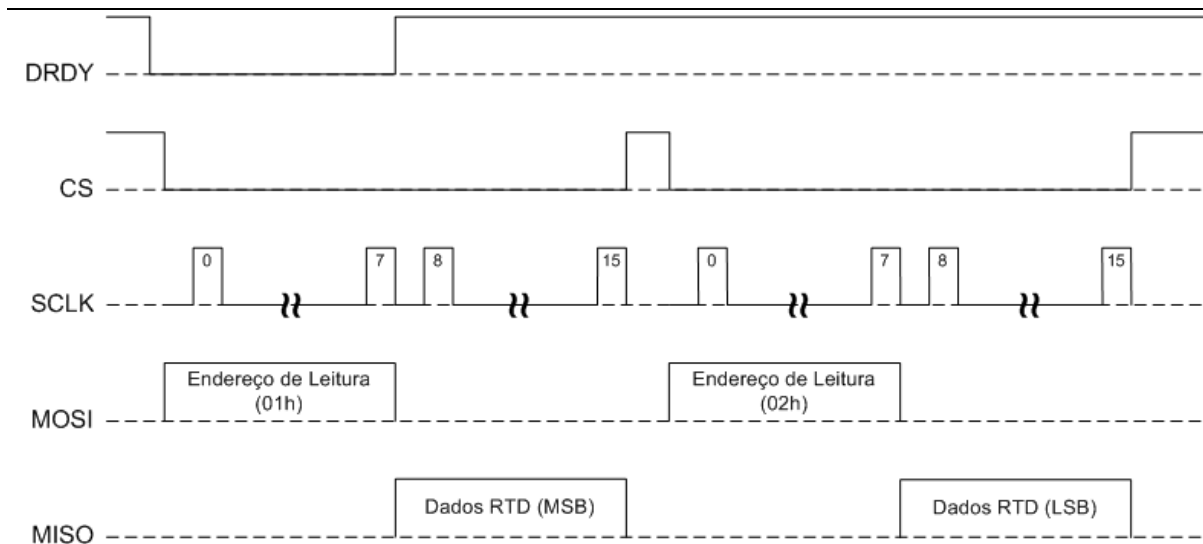 DRDY
CS
0 7 8 15 0 7 8 15
SCLK
Endereço de Leitura
(01h)
Endereço de Leitura
(02h)
MOSI
Dados RTD (MSB)
Dados RTD (LSB)
MISO